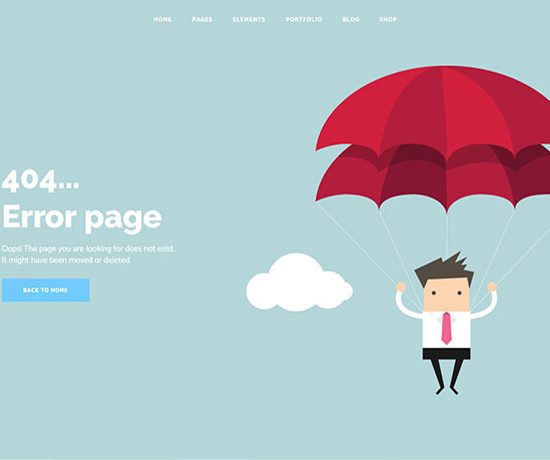 HOME PAGES ELEMENTS PORTFOLIO BLOG SHOP
404...
Error page
Oops! The page you are looking for does not exist.
It might have been moved or deleted.
BACK TO HOME